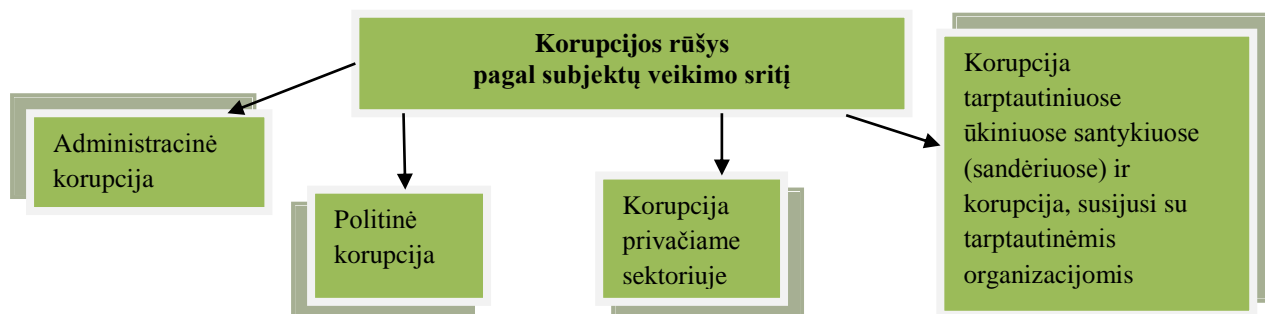 Korupcijos rūšys
pagal subjektų veikimo sritį
Administracinė
korupcija
Politinė
korupcija
Korupcija
privačiame
sektoriuje
Korupcija
tarptautiniuose
ūkiniuose santykiuose
(sandėriuose) ir
korupcija, susijusi su
tarptautinėmis
organizacijomis